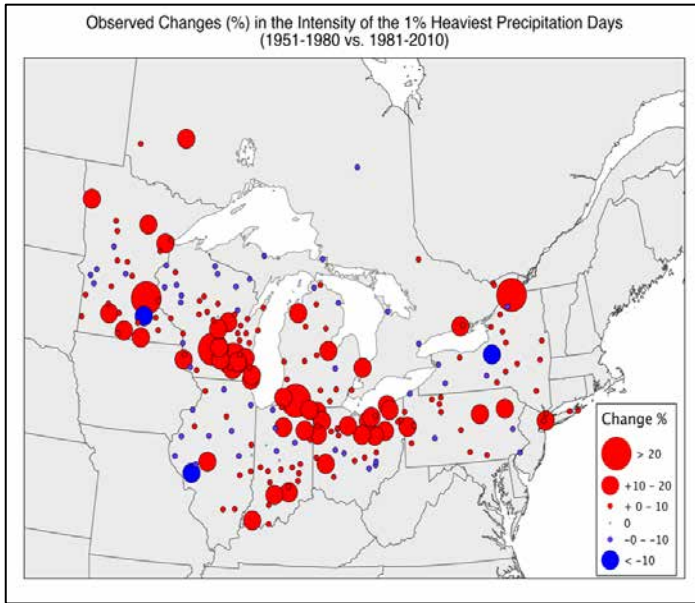 Observed Changes (%) in the Intensity of the 1% Heaviest Precipitation Days
(1951-1980 vs. 1981-2010)
Change %
> 20
+10 - 20
+ 0 - 10
0
-0 - -10
< -10